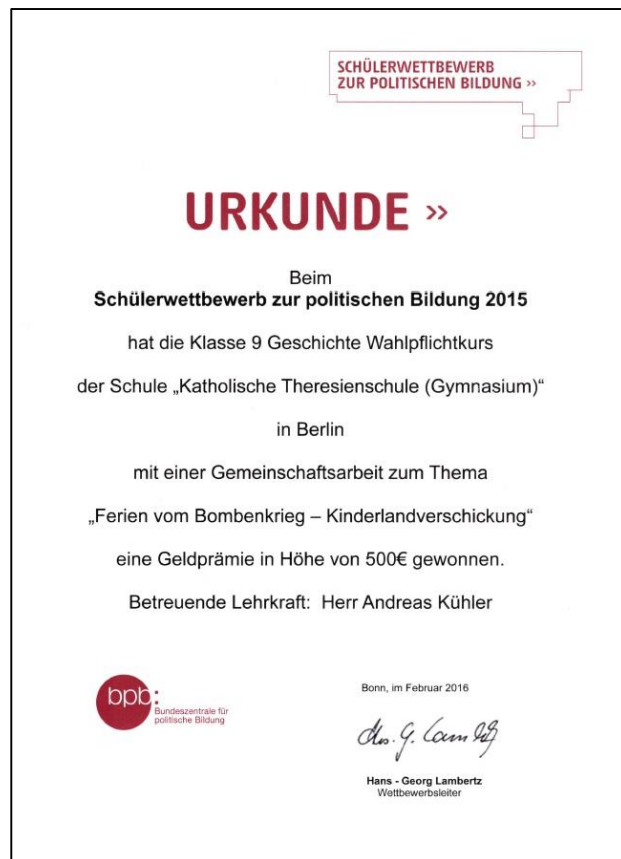 SCHÜLERWETTBEWERB
ZUR POLITISCHEN BILDUNG »
URKUNDE »
Beim
Schülerwettbewerb zur politischen Bildung 2015
hat die Klasse 9 Geschichte Wahlpflichtkurs
der Schule „Katholische Theresienschule (Gymnasium)“
in Berlin
mit einer Gemeinschaftsarbeit zum Thema
„Ferien vom Bombenkrieg – Kinderlandverschickung“
eine Geldprämie in Höhe von 500€ gewonnen.
Betreuende Lehrkraft: Herr Andreas Kühler
bpb:
Bundeszentrale für
politische Bildung
Bonn, im Februar 2016
Hans - Georg Lambertz
Wettbewerbsleiter